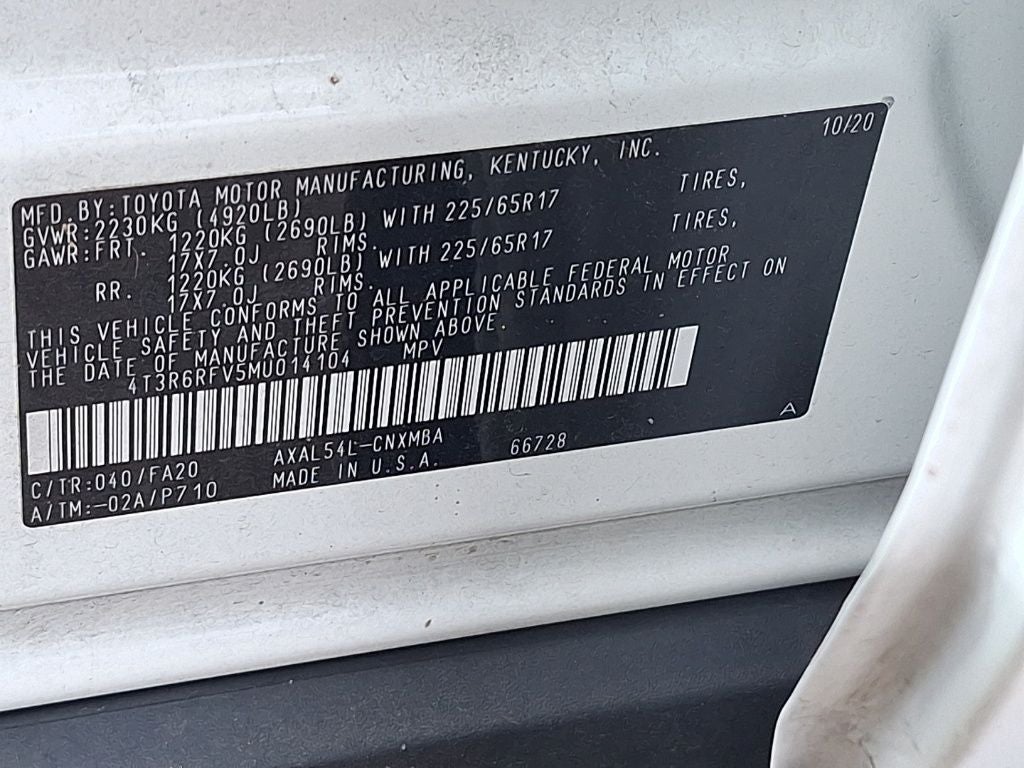 10/20
MFD.BY:TOYOTA MOTOR MANUFACTURING, KENTUCKY, INC.
GVWR:2230KG (4920LB)
GAWR:FRT. 1220KG (2690LB) WITH 225/65R17 TIRES,
17X7.0J RIMS.
RR. 1220KG (2690LB) WITH 225/65R17 TIRES,
17X7.0J RIMS.
THIS VEHICLE CONFORMS TO ALL APPLICABLE FEDERAL MOTOR
VEHICLE SAFETY AND THEFT PREVENTION STANDARDS IN EFFECT ON
THE DATE OF MANUFACTURE SHOWN ABOVE.
4T3R6RFV5MU014104 MPV
C/TR:040/FA20 AXAL54L-CNXMBA 66728 A
A/TM:-02A/P710 MADE IN U.S.A.